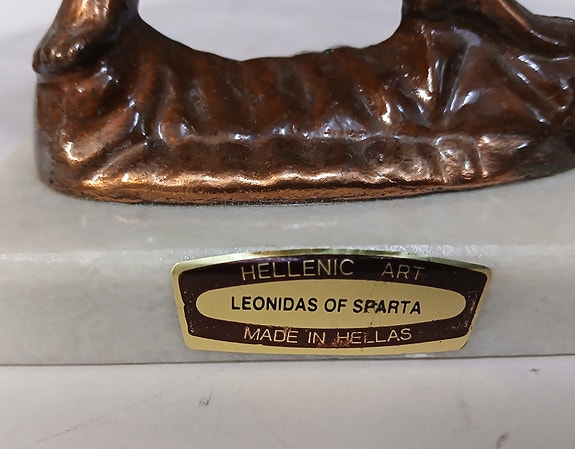 HELLENIC ART
LEONIDAS OF SPARTA
MADE IN HELLAS